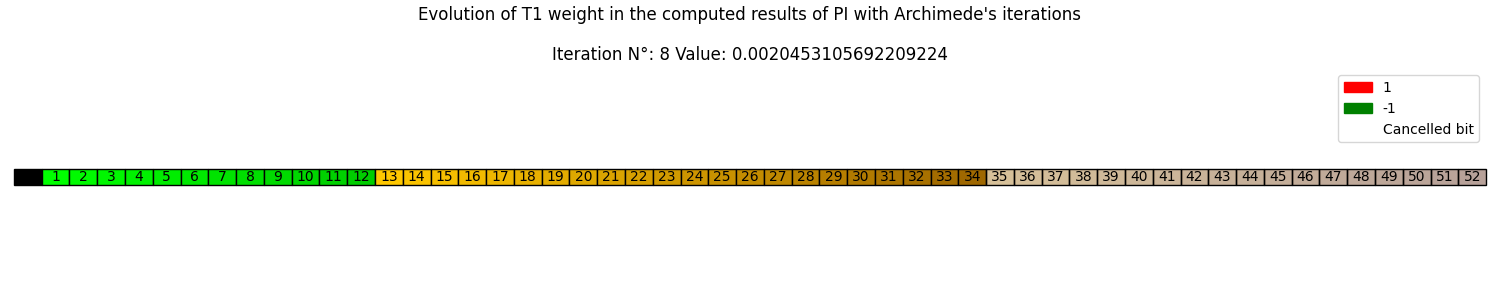 Evolution of T1 weight in the computed results of PI with Archimede's iterations
Iteration N°: 8 Value: 0.0020453105692209224
1
-1
Cancelled bit
1 2 3 4 5 6 7 8 9 10 11 12 13 14 15 16 17 18 19 20 21 22 23 24 25 26 27 28 29 30 31 32 33 34 35 36 37 38 39 40 41 42 43 44 45 46 47 48 49 50 51 52